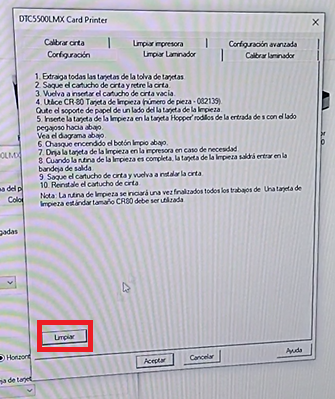 DTC5500LMX Card Printer
Calibrar cinta
Limpiar impresora
Configuración avanzada
Configuración
Limpiar Laminador
Calibrar laminador
1. Extraiga todas las tarjetas de la tolva de tarjetas.
2. Saque el cartucho de cinta y retire la cinta.
3. Vuelva a insertar el cartucho de cinta vacía.
4. Utilice CR-80 Tarjeta de limpieza (número de pieza - 082139).
Quite el soporte de papel de un lado del la tarjeta de limpieza.
5. Inserte la tarjeta de la limpieza en la tarjeta Hopper'rodillos de la entrada de s con el lado
pegajoso hacia abajo.
Vea el diagrama abajo.
6. Chasque encendido el botón limpio abajo.
7. Dirija la tarjeta de la limpieza en la impresora en caso de necesidad.
8. Cuando la rutina de la limpieza es completa, la tarjeta de la limpieza saldrá entrar en la
bandeja de salida.
9. Saque el cartucho de cinta y vuelva a instalar la cinta.
10. Reinstale el cartucho de cinta.
Nota: La rutina de limpieza se iniciará una vez finalizados todos los trabajos de Una tarjeta de
limpieza estándar tamaño CR80 debe ser utilizada
Limpiar
Aceptar
Cancelar
Ayuda
0LMX
na del p
Color
gadas
Horizont
eja de tarjet